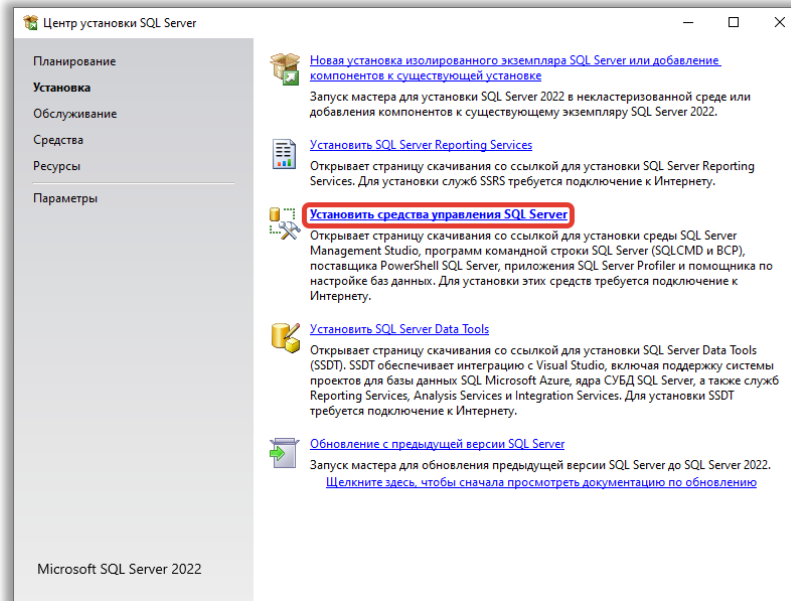 Центр установки SQL Server
Планирование
Установка
Обслуживание
Средства
Ресурсы
Параметры
Новая установка изолированного экземпляра SQL Server или добавление
компонентов к существующей установке
Запуск мастера для установки SQL Server 2022 в некластеризованной среде или
добавления компонентов к существующему экземпляру SQL Server 2022.
Установить SQL Server Reporting Services
Открывает страницу скачивания со ссылкой для установки SQL Server Reporting
Services. Для установки служб SSRS требуется подключение к Интернету.
Установить средства управления SQL Server
Открывает страницу скачивания со ссылкой для установки среды SQL Server
Management Studio, программ командной строки SQL Server (SQLCMD и BCP),
поставщика PowerShell SQL Server, приложения SQL Server Profiler и помощника по
настройке баз данных. Для установки этих средств требуется подключение к
Интернету.
Установить SQL Server Data Tools
Открывает страницу скачивания со ссылкой для установки SQL Server Data Tools
(SSDT). SSDT обеспечивает интеграцию с Visual Studio, включая поддержку системы
проектов для базы данных SQL Microsoft Azure, ядра СУБД SQL Server, а также служб
Reporting Services, Analysis Services и Integration Services. Для установки SSDT
требуется подключение к Интернету.
Обновление с предыдущей версии SQL Server
Запуск мастера для обновления предыдущей версии SQL Server до SQL Server 2022.
Щелкните здесь, чтобы сначала просмотреть документацию по обновлению
Microsoft SQL Server 2022